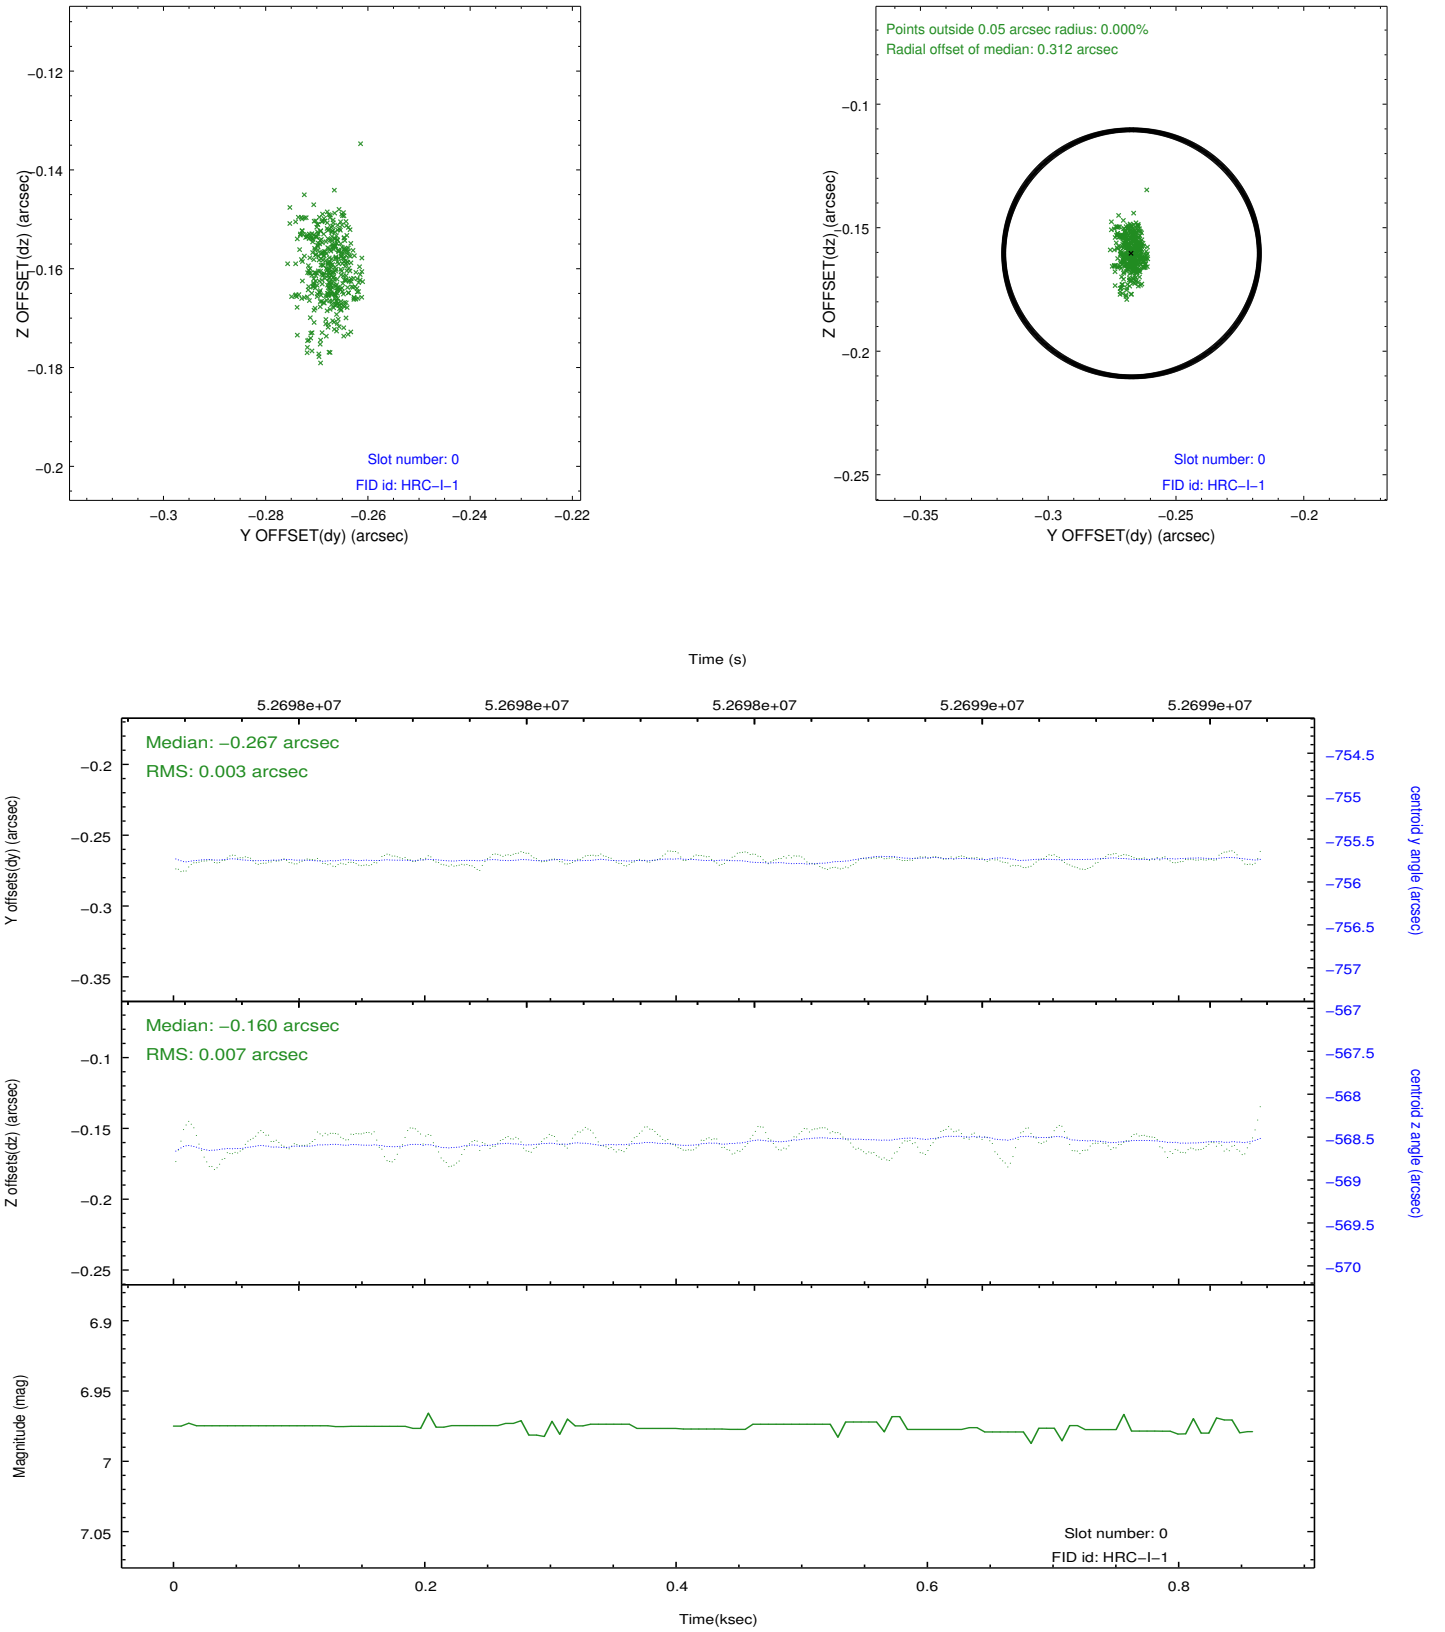 −0.12
−0.14
−0.16
−0.18
−0.2
Z OFFSET(dz) (arcsec)
Slot number: 0
FID id: HRC−I−1
−0.3 −0.28 −0.26 −0.24 −0.22
Y OFFSET(dy) (arcsec)
Points outside 0.05 arcsec radius: 0.000%
Radial offset of median: 0.312 arcsec
−0.1
−0.15
−0.2
−0.25
Z OFFSET(dz) (arcsec)
Slot number: 0
FID id: HRC−I−1
−0.35 −0.3 −0.25 −0.2
Y OFFSET(dy) (arcsec)
Time (s)
5.2698e+07 5.2698e+07 5.2698e+07 5.2699e+07 5.2699e+07
Median: −0.267 arcsec
RMS: 0.003 arcsec
−0.2
−0.25
−0.3
−0.35
Y offsets(dy) (arcsec)
−754.5
−755
−755.5
−756
−756.5
−757
centroid y angle (arcsec)
Median: −0.160 arcsec
RMS: 0.007 arcsec
−0.1
−0.15
−0.2
−0.25
Z offsets(dz) (arcsec)
−567
−567.5
−568
−568.5
−569
−569.5
−570
centroid z angle (arcsec)
6.9
6.95
7
7.05
Magnitude (mag)
Slot number: 0
FID id: HRC−I−1
0 0.2 0.4 0.6 0.8
Time(ksec)